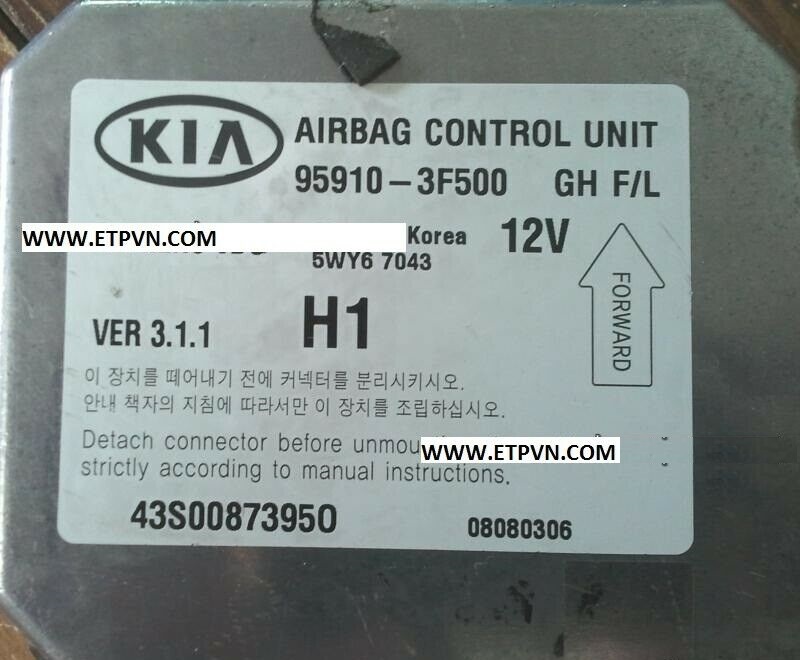 KIA AIRBAG CONTROL UNIT
95910-3F500 GH F/L
WWW.ETPVN.COM Korea 12V
5WY6 7043
FORWARD
VER 3.1.1 H1
이 장치를 떼어내기 전에 커넥터를 분리시키시오.
안내 책자의 지침에 따라서만 이 장치를 조립하십시오.
Detach connector before WWW.ETPVN.COM
strictly according to manual instructions.
43S0087395O 08080306